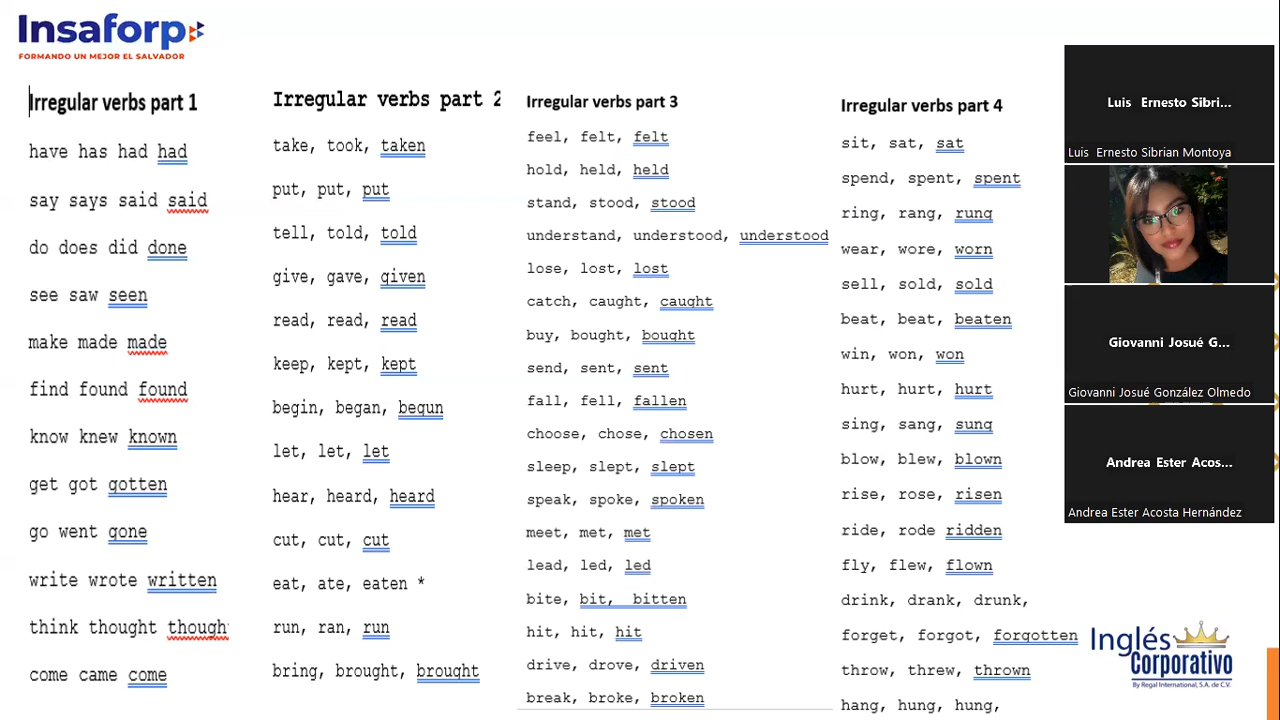 Insaforp
FORMANDO UN MEJOR EL SALVADOR
Irregular verbs part 1
have has had had
say says said said
do does did done
see saw seen
make made made
find found found
know knew known
get got gotten
go went gone
write wrote written
think thought though
come came come
Irregular verbs part 2
take, took, taken
put, put, put
tell, told, told
give, gave, given
read, read, read
keep, kept, kept
begin, began, begun
let, let, let
hear, heard, heard
cut, cut, cut
eat, ate, eaten *
run, ran, run
bring, brought, brought
Irregular verbs part 3
feel, felt, felt
hold, held, held
stand, stood, stood
understand, understood, understood
lose, lost, lost
catch, caught, caught
buy, bought, bought
send, sent, sent
fall, fell, fallen
choose, chose, chosen
sleep, slept, slept
speak, spoke, spoken
meet, met, met
lead, led, led
bite, bit, bitten
hit, hit, hit
drive, drove, driven
break, broke, broken
Irregular verbs part 4
sit, sat, sat
spend, spent, spent
ring, rang, rung
wear, wore, worn
sell, sold, sold
beat, beat, beaten
win, won, won
hurt, hurt, hurt
sing, sang, sung
blow, blew, blown
rise, rose, risen
ride, rode ridden
fly, flew, flown
drink, drank, drunk,
forget, forgot, forgotten
throw, threw, thrown
hang, hung, hung,
Luis Ernesto Sibri...
Luis Ernesto Sibrian Montoya
Giovanni Josué G...
Giovanni Josué González Olmedo
Andrea Ester Acos...
Andrea Ester Acosta Hernández
Inglés
Corporativo
By Regal International, S.A. de C.V.